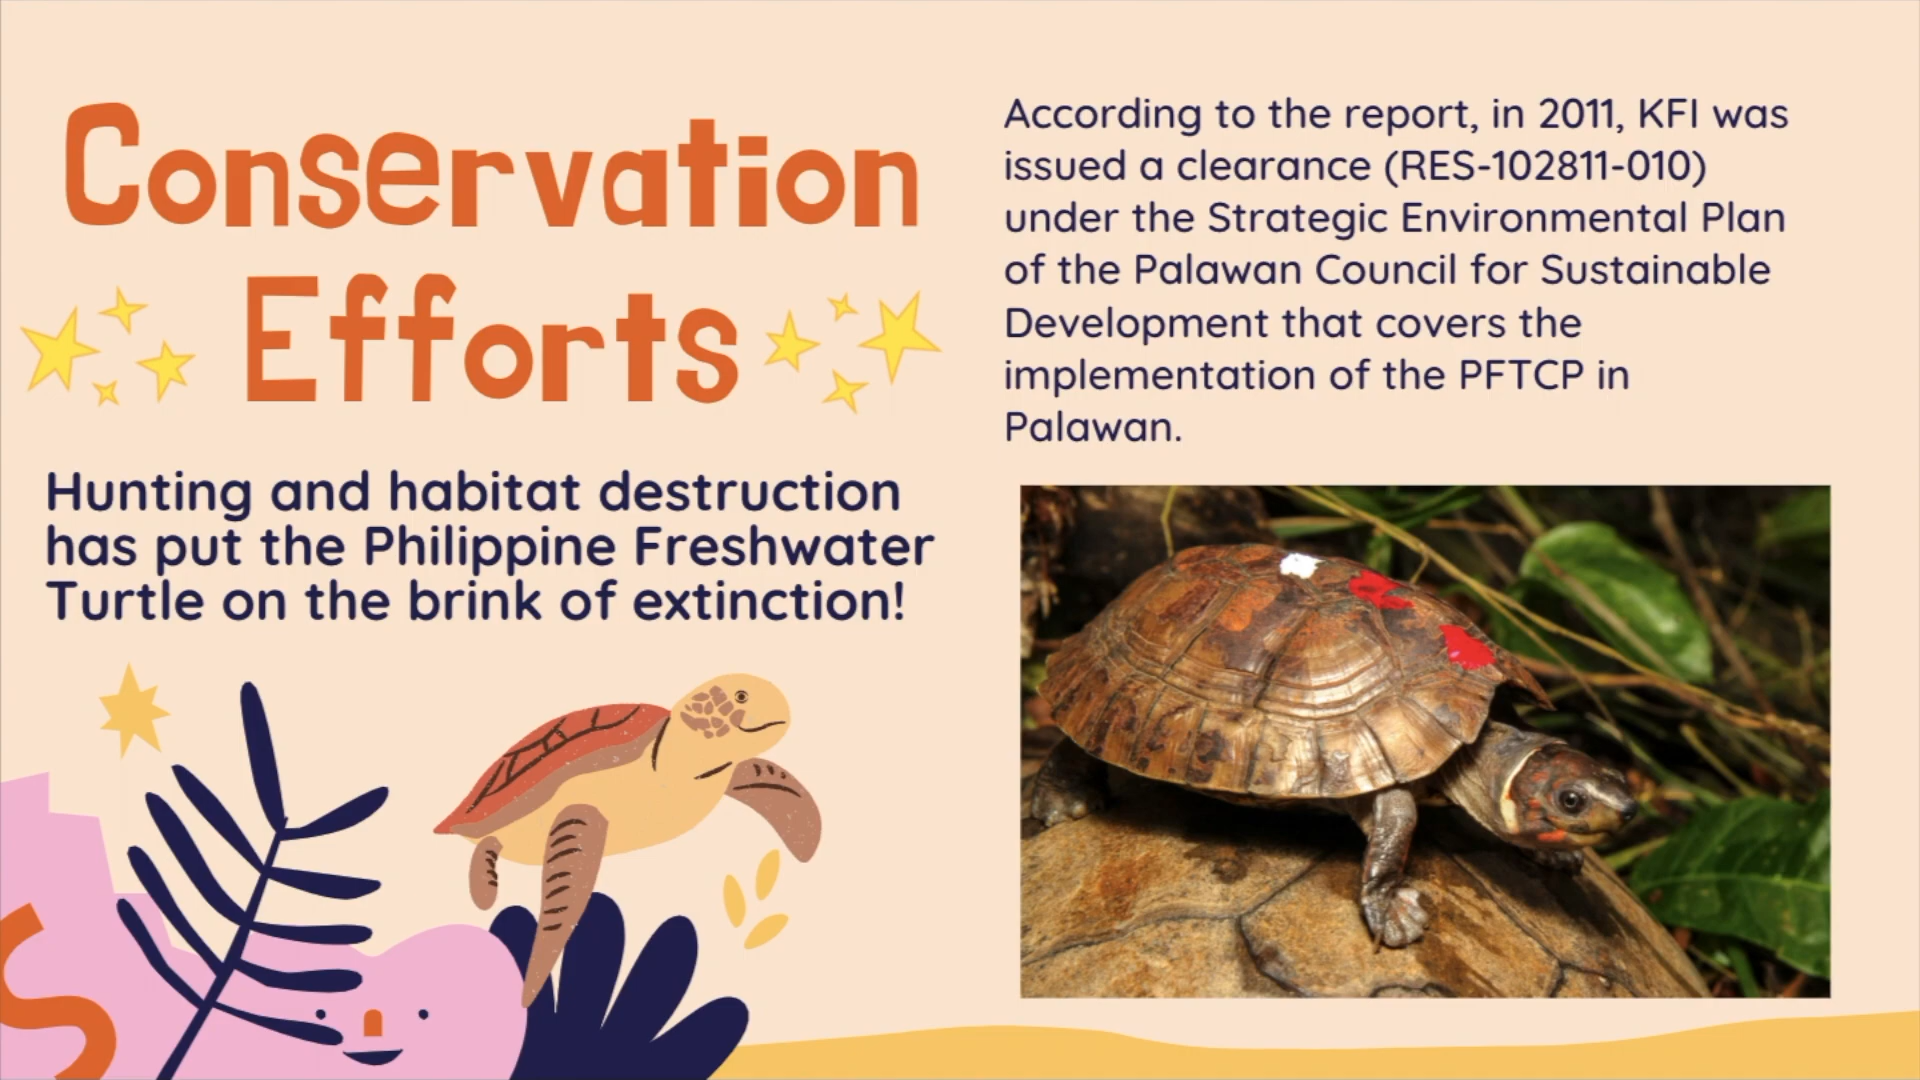 Conservation
Efforts
Hunting and habitat destruction
has put the Philippine Freshwater
Turtle on the brink of extinction!
According to the report, in 2011, KFI was
issued a clearance (RES-102811-010)
under the Strategic Environmental Plan
of the Palawan Council for Sustainable
Development that covers the
implementation of the PFTCP in
Palawan.
S